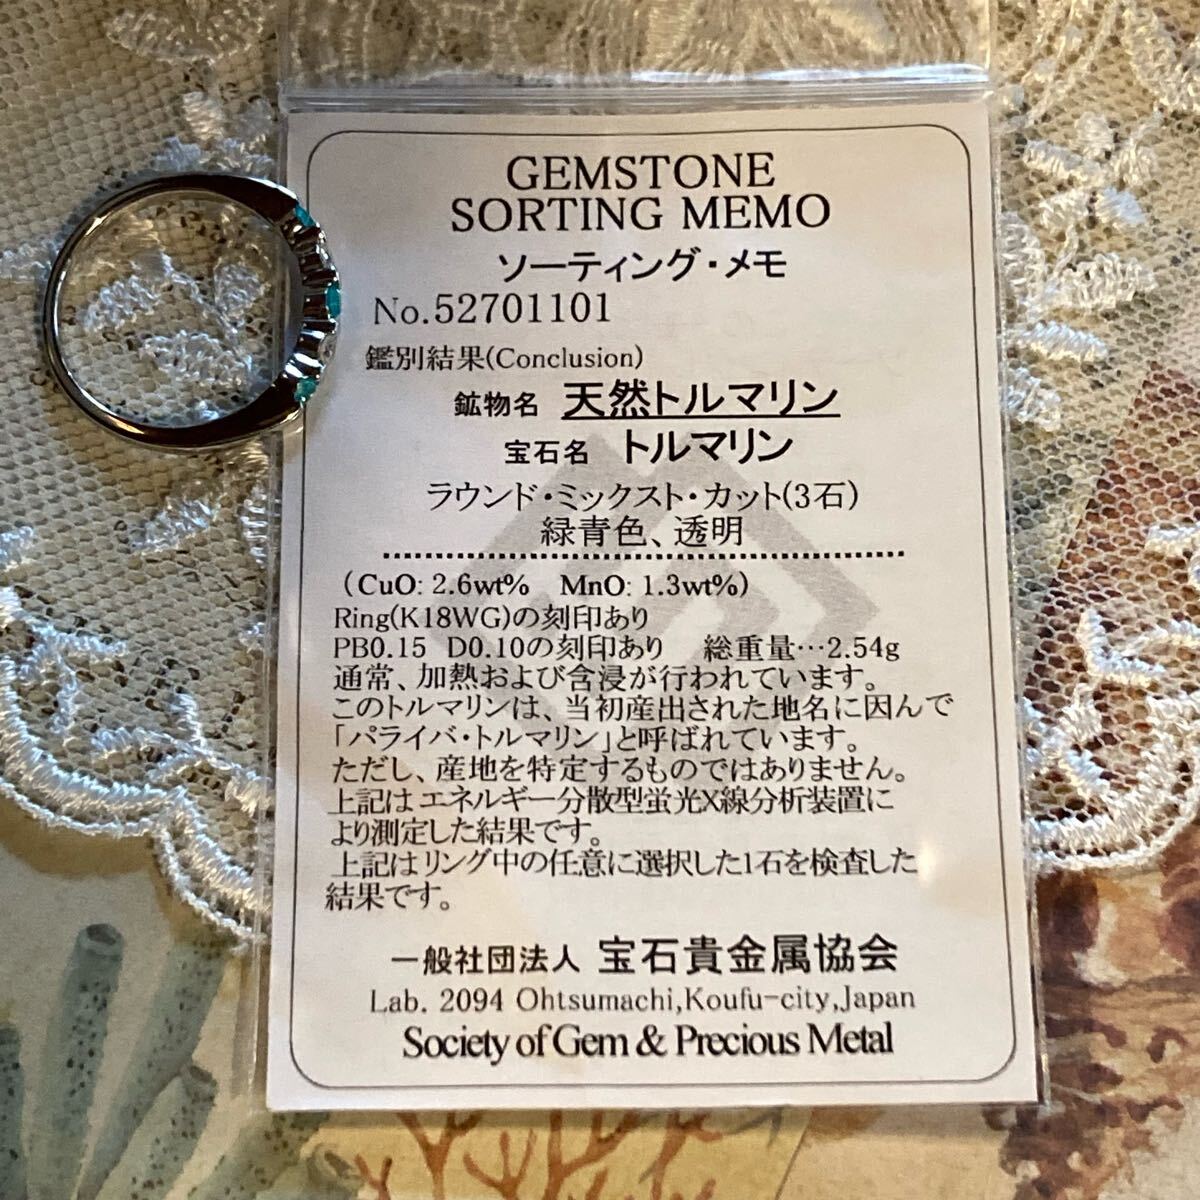 GEMSTONE
SORTING MEMO
ソーティング・メモ
No.52701101
鑑別結果(Conclusion)
鉱物名 天然トルマリン
宝石名 トルマリン
ラウンド・ミックスト・カット(3石)
緑青色、透明
(CuO: 2.6wt% MnO: 1.3wt%)
Ring(K18WG)の刻印あり
PB0.15 D0.10の刻印あり 総重量…2.54g
通常、加熱および含浸が行われています。
このトルマリンは、当初産出された地名に因んで
「パライバ・トルマリン」と呼ばれています。
ただし、産地を特定するものではありません。
上記はエネルギー分散型蛍光X線分析装置に
より測定した結果です。
上記はリング中の任意に選択した1石を検査した
結果です。
一般社団法人 宝石貴金属協会
Lab. 2094 Ohtsumachi,Koufu-city,Japan
Society of Gem & Precious Metal